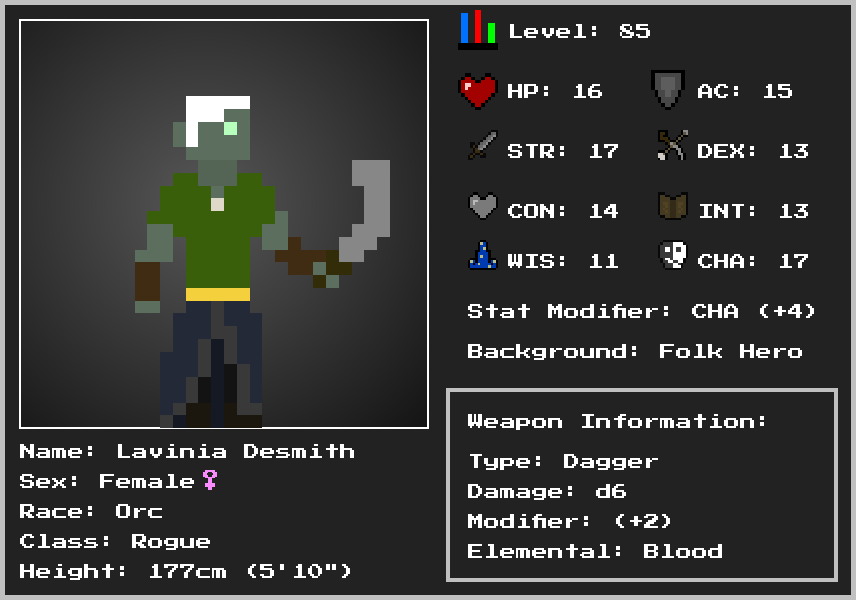 Level: 85
HP: 16 AC: 15
STR: 17 DEX: 13
CON: 14 INT: 13
WIS: 11 CHA: 17
Stat Modifier: CHA (+4)
Background: Folk Hero
Name: Lavinia Desmith
Sex: Female♀
Race: Orc
Class: Rogue
Height: 177cm (5'10")
Weapon Information:
Type: Dagger
Damage: d6
Modifier: (+2)
Elemental: Blood